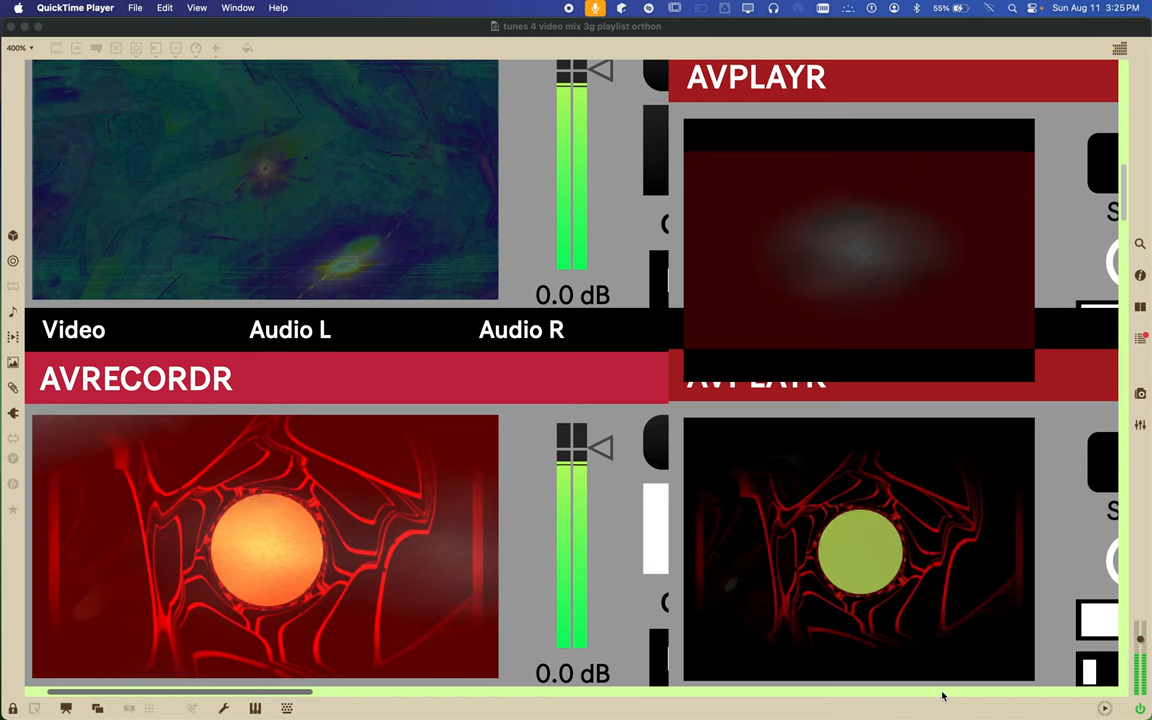 QuickTime Player File Edit View Window Help 55% Sun Aug 11 3:25 PM
tunes 4 video mix 3g playlist orthon
400%
AVPLAYR
S
0.0 dB
Video Audio L Audio R
AVRECORDR
AVPLAYR
S
0.0 dB